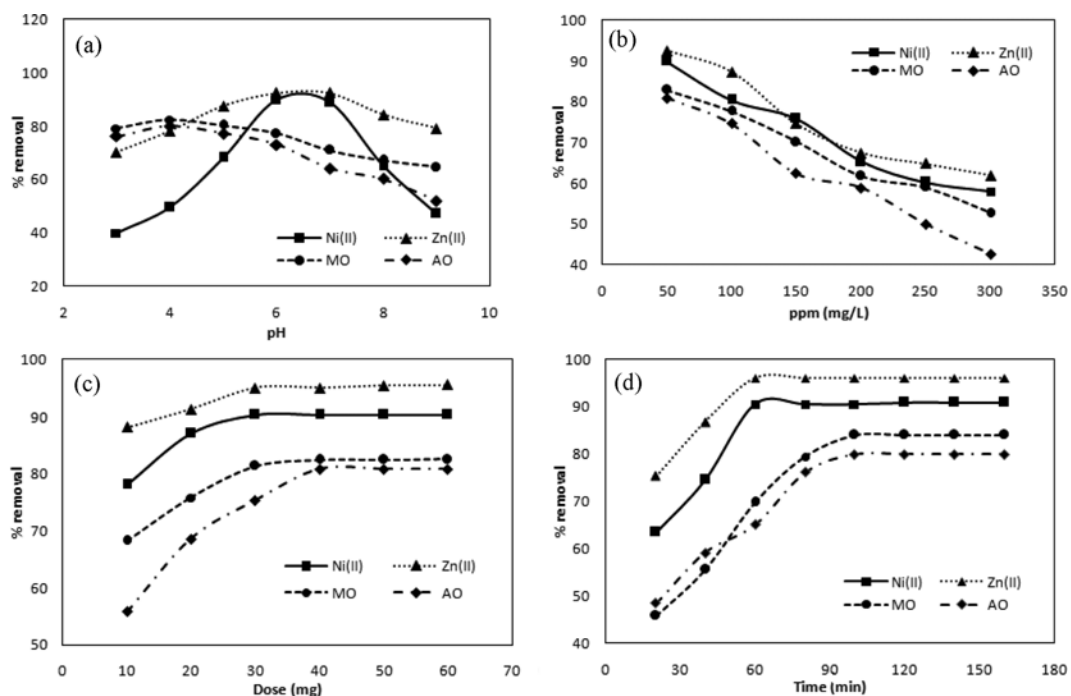 (a)
120
100
80
60
40
20
% removal
2 4 6 8 10
pH
Ni(II) Zn(II)
MO AO
(b)
100
90
80
70
60
50
40
% removal
0 50 100 150 200 250 300 350
ppm (mg/L)
Ni(II) Zn(II)
MO AO
(c)
100
90
80
70
60
50
% removal
0 10 20 30 40 50 60 70
Dose (mg)
Ni(II) Zn(II)
MO AO
(d)
100
90
80
70
60
50
40
% removal
0 30 60 90 120 150 180
Time (min)
Ni(II) Zn(II)
MO AO